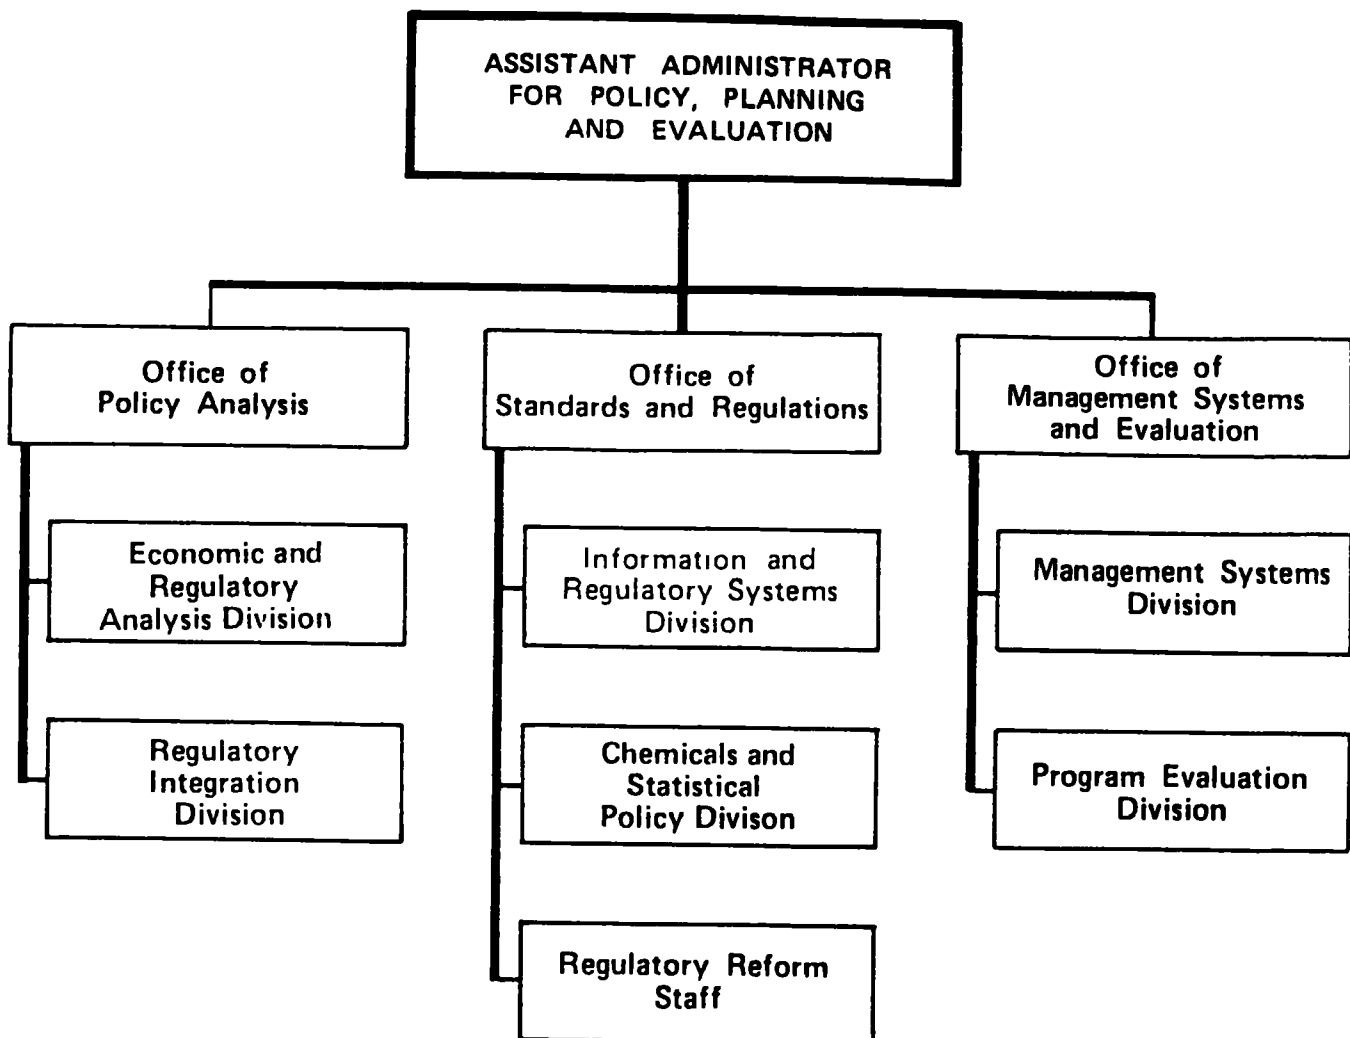 ASSISTANT ADMINISTRATOR
FOR POLICY, PLANNING
AND EVALUATION
Office of
Policy Analysis
Office of
Standards and Regulations
Office of
Management Systems
and Evaluation
Economic and
Regulatory
Analysis Division
Information and
Regulatory Systems
Division
Management Systems
Division
Regulatory
Integration
Division
Chemicals and
Statistical
Policy Divison
Program Evaluation
Division
Regulatory Reform
Staff